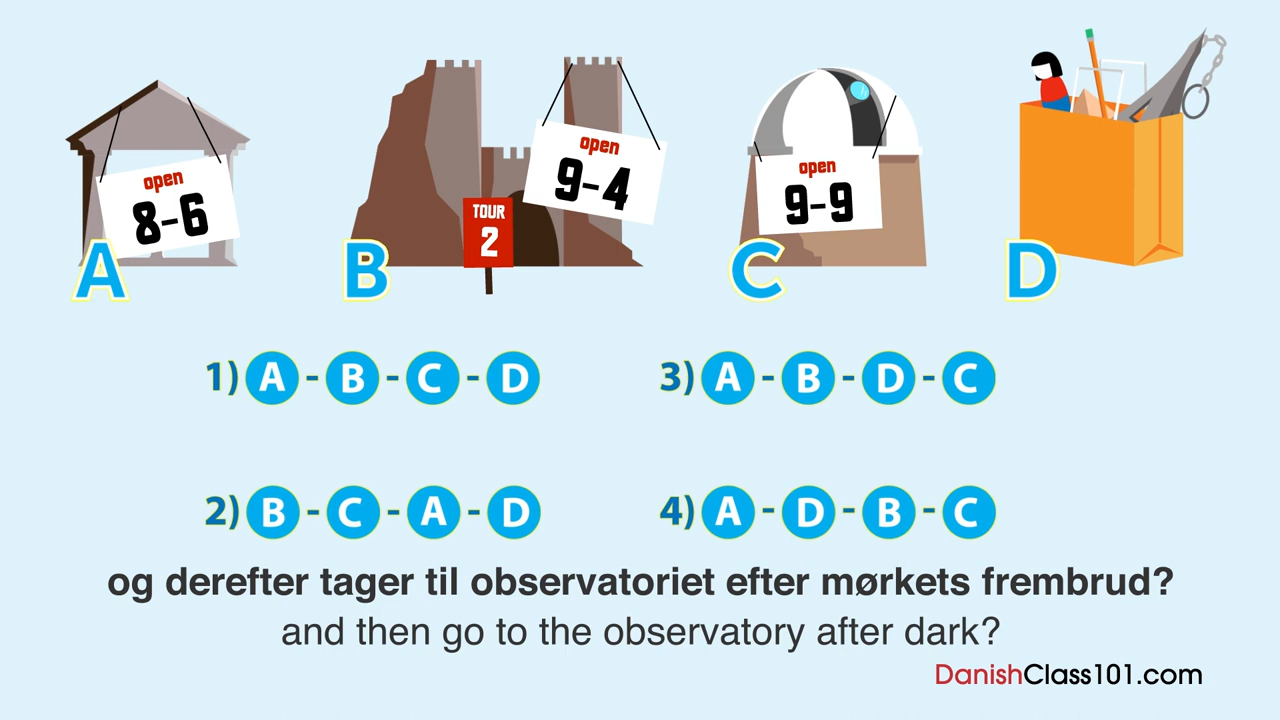 open
8-6
A
open
9-4
TOUR
2
B
open
9-9
C
D
1) A - B - C - D
3) A - B - D - C
2) B - C - A - D
4) A - D - B - C
og derefter tager til observatoriet efter mørkets frembrud?
and then go to the observatory after dark?
DanishClass101.com